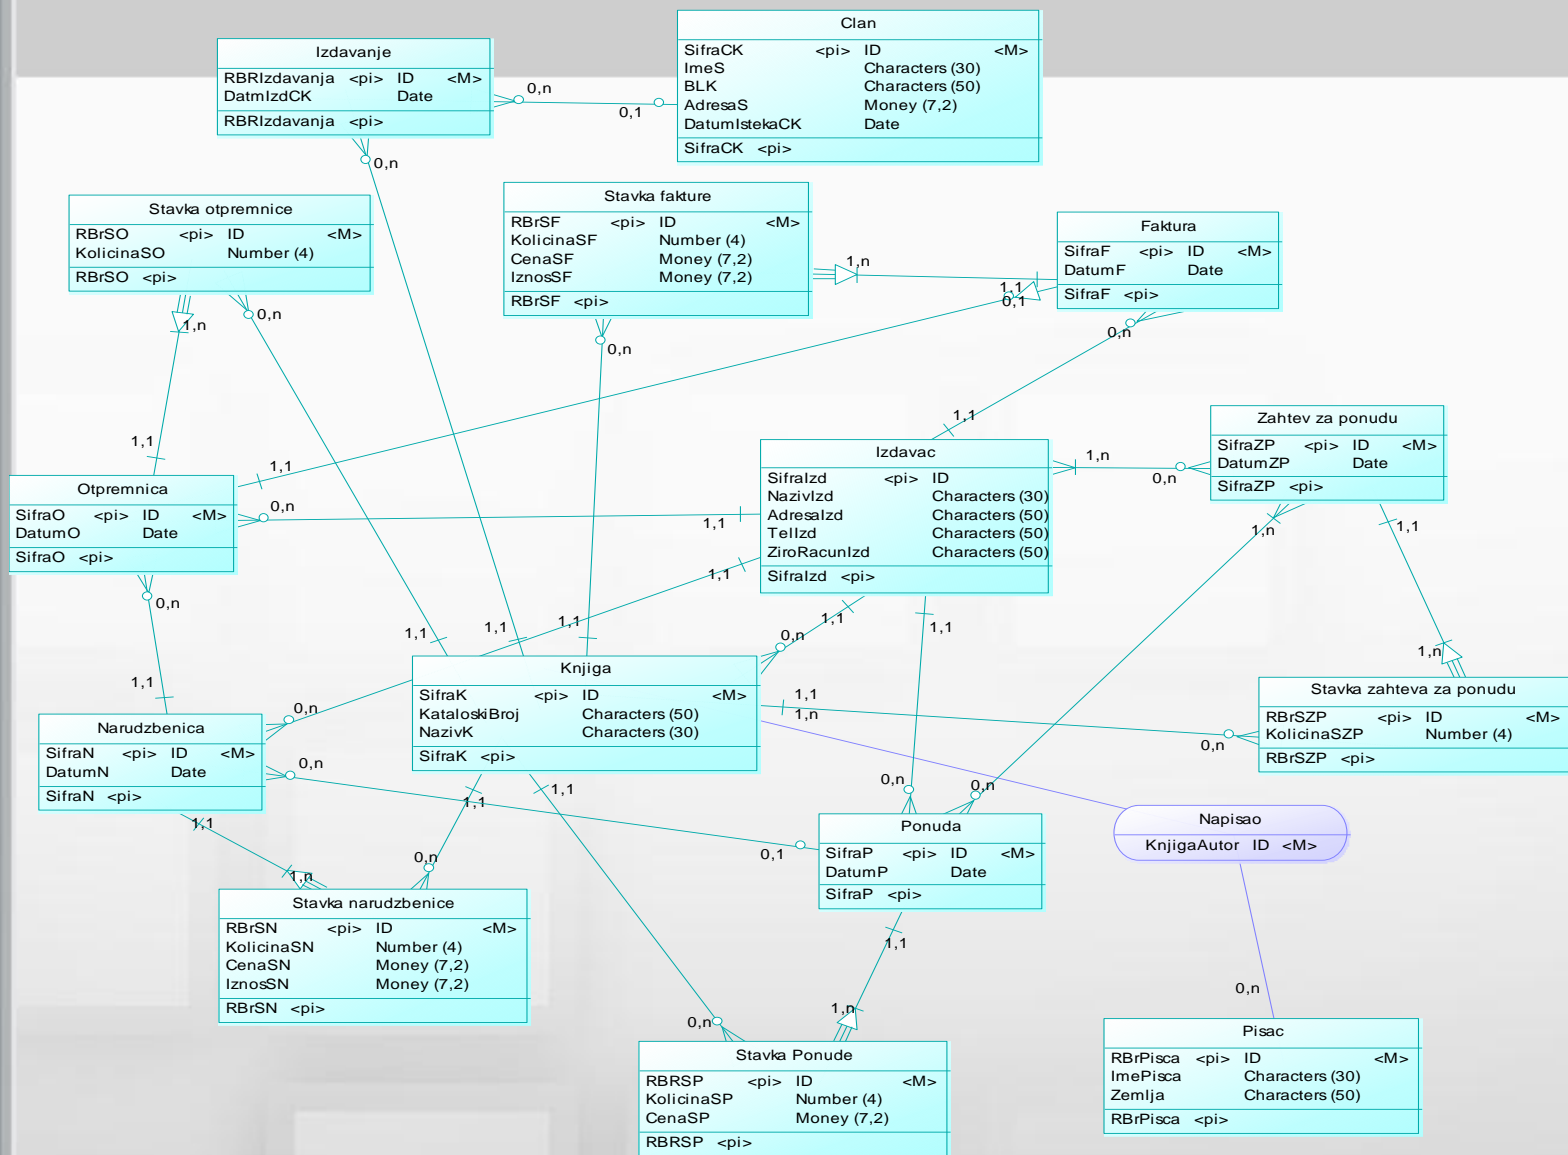 Clan
SifraCK <pi> ID <M>
ImeS Characters (30)
BLK Characters (50)
AdresaS Money (7,2)
DatumIstekaCK Date
SifraCK <pi>
Izdavanje
RBRIzdavanja <pi> ID <M>
DatmIzdCK Date
RBRIzdavanja <pi>
0,n
0,1
0,n
Stavka otpremnice
RBrSO <pi> ID <M>
KolicinaSO Number (4)
RBrSO <pi>
1,n
0,n
Stavka fakture
RBrSF <pi> ID <M>
KolicinaSF Number (4)
CenaSF Money (7,2)
IznosSF Money (7,2)
RBrSF <pi>
1,n
0,n
Faktura
SifraF <pi> ID <M>
DatumF Date
SifraF <pi>
1,1
0,1
0,n
1,1
1,1
1,1
Otpremnica
SifraO <pi> ID <M>
DatumO Date
SifraO <pi>
0,n
0,n
Izdavac
SifraIzd <pi> ID
NazivIzd Characters (30)
AdresaIzd Characters (50)
TelIzd Characters (50)
ZiroRacunIzd Characters (50)
SifraIzd <pi>
1,n
0,n
1,1
1,1
1,1
1,1
Zahtev za ponudu
SifraZP <pi> ID <M>
DatumZP Date
SifraZP <pi>
1,n
1,1
1,n
1,1
1,1
1,1
0,n
Knjiga
SifraK <pi> ID <M>
KataloskiBroj Characters (50)
NazivK Characters (30)
SifraK <pi>
1,1
1,n
1,1
1,1
Stavka zahteva za ponudu
RBrSZP <pi> ID <M>
KolicinaSZP Number (4)
RBrSZP <pi>
0,n
1,1
Narudzbenica
SifraN <pi> ID <M>
DatumN Date
SifraN <pi>
0,n
0,n
1,1
0,n
0,n
0,1
Ponuda
SifraP <pi> ID <M>
DatumP Date
SifraP <pi>
1,1
Napisao
KnjigaAutor ID <M>
0,n
1,n
0,n
Stavka narudzbenice
RBrSN <pi> ID <M>
KolicinaSN Number (4)
CenaSN Money (7,2)
IznosSN Money (7,2)
RBrSN <pi>
0,n
1,n
Stavka Ponude
RBRSP <pi> ID <M>
KolicinaSP Number (4)
CenaSP Money (7,2)
RBRSP <pi>
Pisac
RBrPisca <pi> ID <M>
ImePisca Characters (30)
Zemlja Characters (50)
RBrPisca <pi>